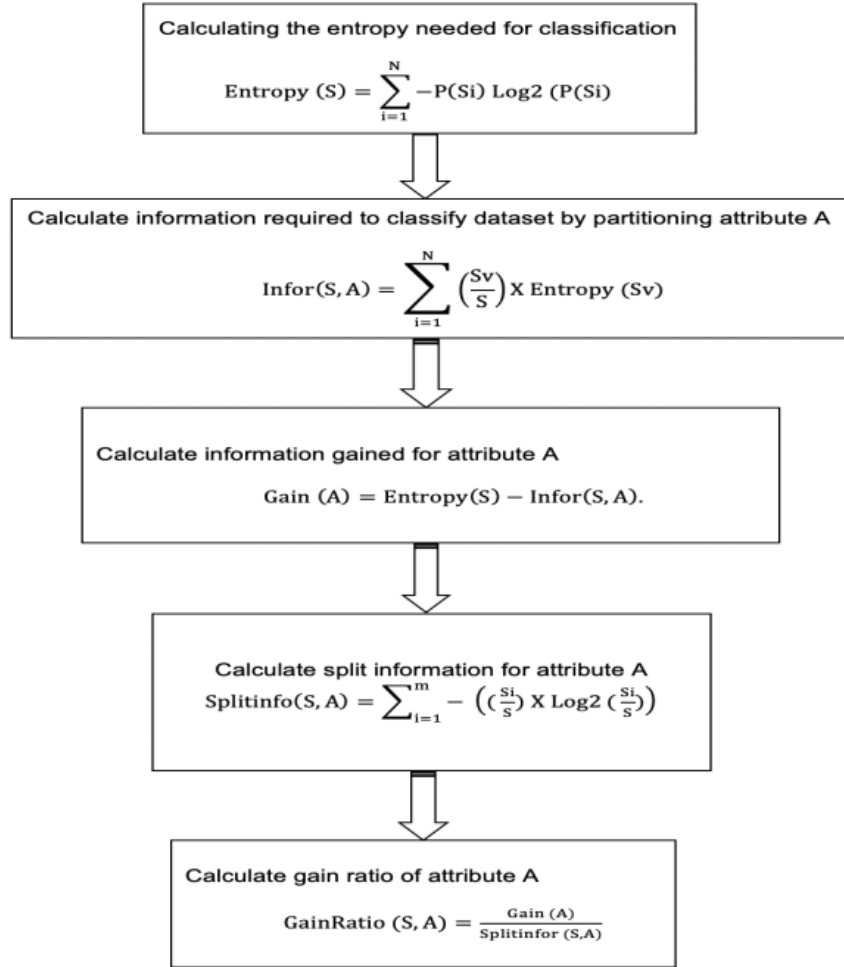 Calculating the entropy needed for classification
Entropy (S) = ∑_{i=1}^{N} −P(Si) Log2 (P(Si)
Calculate information required to classify dataset by partitioning attribute A
Infor(S, A) = ∑_{i=1}^{N} (Sv/S) X Entropy (Sv)
Calculate information gained for attribute A
Gain (A) = Entropy(S) − Infor(S, A).
Calculate split information for attribute A
Splitinfo(S, A) = ∑_{i=1}^{m} − ((Si/S) X Log2 (Si/S))
Calculate gain ratio of attribute A
GainRatio (S, A) = Gain (A) / Splitinfor (S,A)